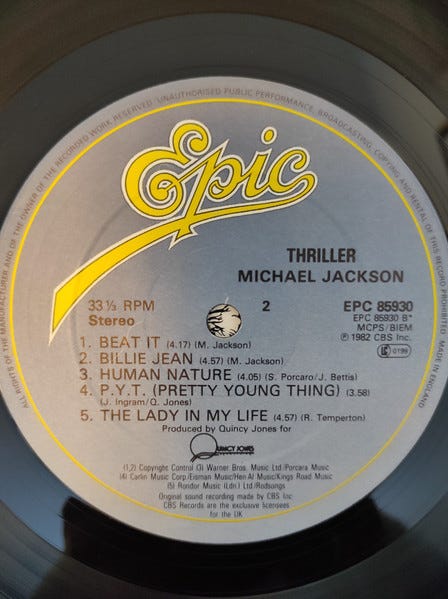 ALL RIGHTS OF THE MANUFACTURER AND OF THE OWNER OF THE RECORDED WORK RESERVED. UNAUTHORISED PUBLIC PERFORMANCE, BROADCASTING, COPYING AND RENTAL OF THIS RECORD PROHIBITED. MADE IN ENGLAND
Epic
THRILLER
MICHAEL JACKSON
33⅓ RPM
Stereo
2
EPC 85930
EPC 85930 B*
MCPS/BIEM
℗ 1982 CBS Inc.
LC 0199
1. BEAT IT (4.17) (M. Jackson)
2. BILLIE JEAN (4.57) (M. Jackson)
3. HUMAN NATURE (4.05) (S. Porcaro/J. Bettis)
4. P.Y.T. (PRETTY YOUNG THING) (3.58)
(J. Ingram/Q. Jones)
5. THE LADY IN MY LIFE (4.57) (R. Temperton)
Produced by Quincy Jones for
QUINCY JONES
(1,2) Copyright Control (3) Warner Bros. Music Ltd/Porcara Music
(4) Carlin Music Corp/Eisman Music/Hen-Al Music/Kings Road Music
(5) Rondor Music (Ldn.) Ltd/Rodsongs
Original sound recording made by CBS Inc.
CBS Records are the exclusive licensees
for the UK